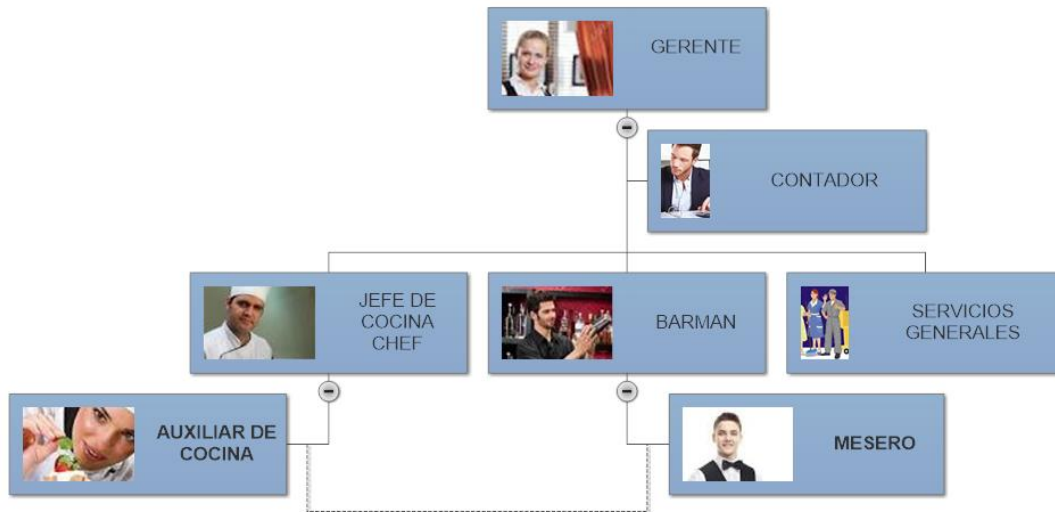 GERENTE
CONTADOR
JEFE DE
COCINA
CHEF
BARMAN
SERVICIOS
GENERALES
AUXILIAR DE
COCINA
MESERO